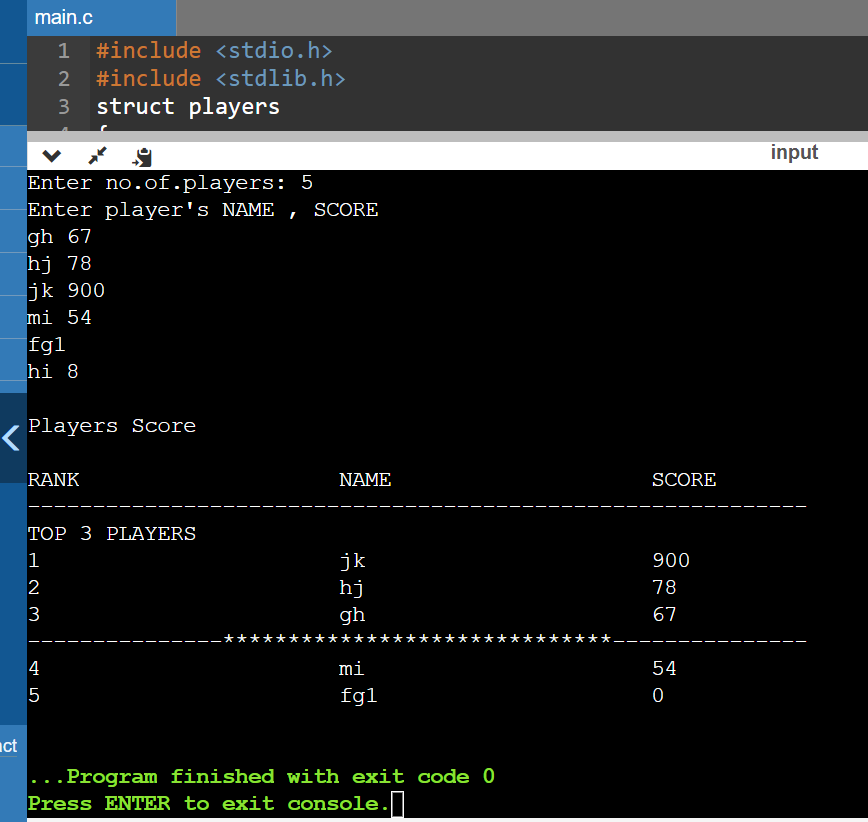 main.c
1 #include <stdio.h>
2 #include <stdlib.h>
3 struct players
input
Enter no.of.players: 5
Enter player's NAME , SCORE
gh 67
hj 78
jk 900
mi 54
fg1
hi 8
Players Score
RANK NAME SCORE
------------------------------------------------------------
TOP 3 PLAYERS
1 jk 900
2 hj 78
3 gh 67
---------------******************************---------------
4 mi 54
5 fg1 0
...Program finished with exit code 0
Press ENTER to exit console.